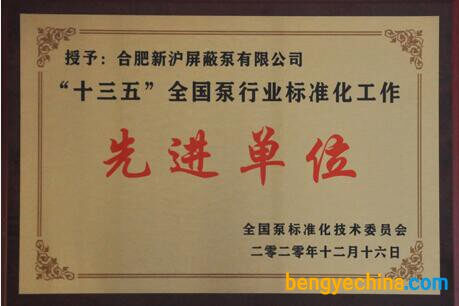 授予：合肥新沪屏蔽泵有限公司
“十三五”全国泵行业标准化工作
先进单位
全国泵标准化技术委员会
二零二零年十二月十六日
bengyechina.com